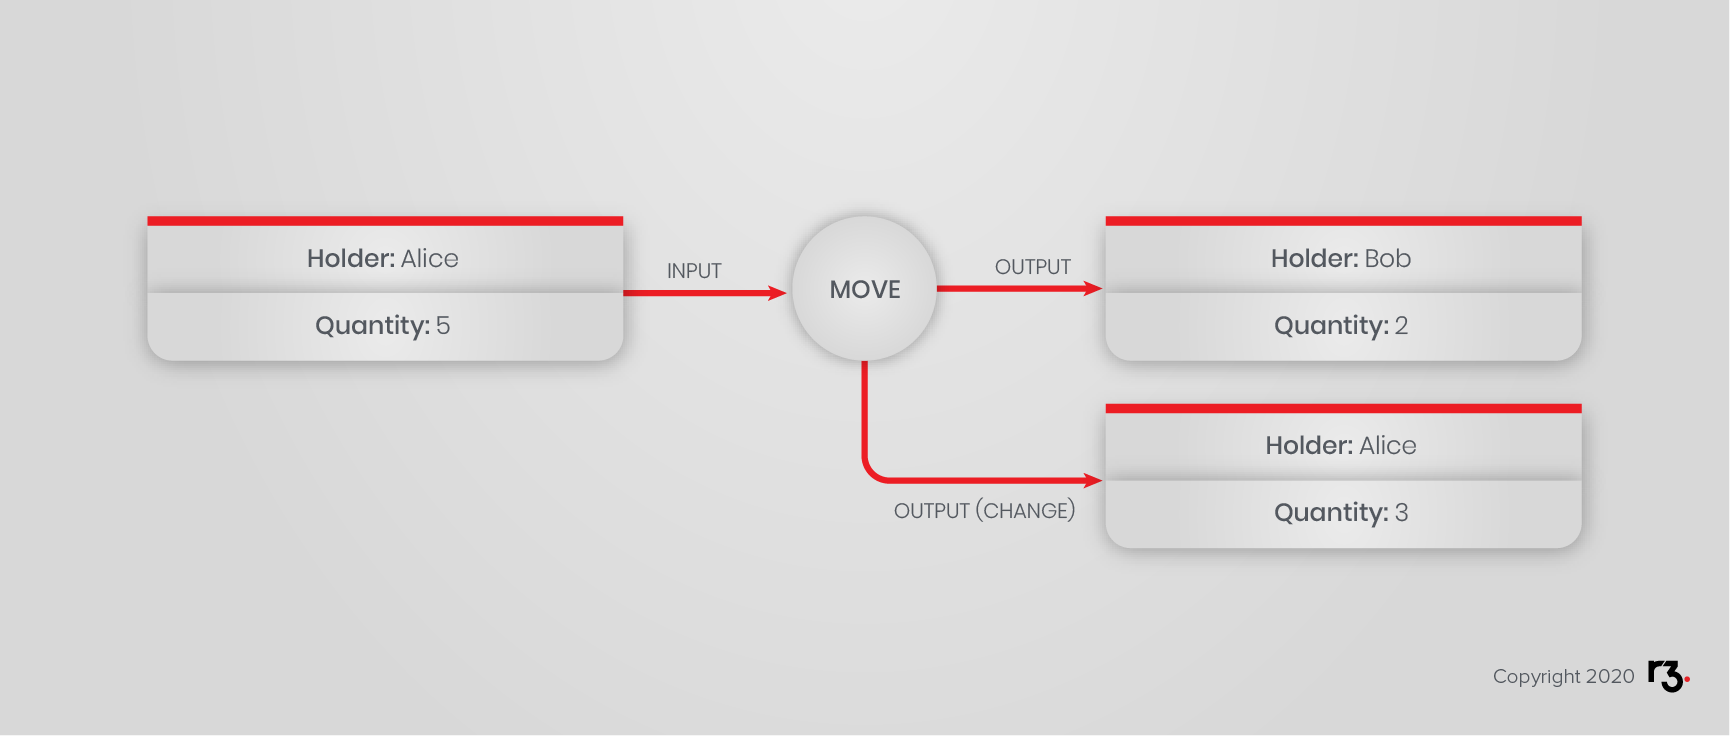 Holder: Alice
Quantity: 5
INPUT
MOVE
OUTPUT
Holder: Bob
Quantity: 2
OUTPUT (CHANGE)
Holder: Alice
Quantity: 3
Copyright 2020 r3.